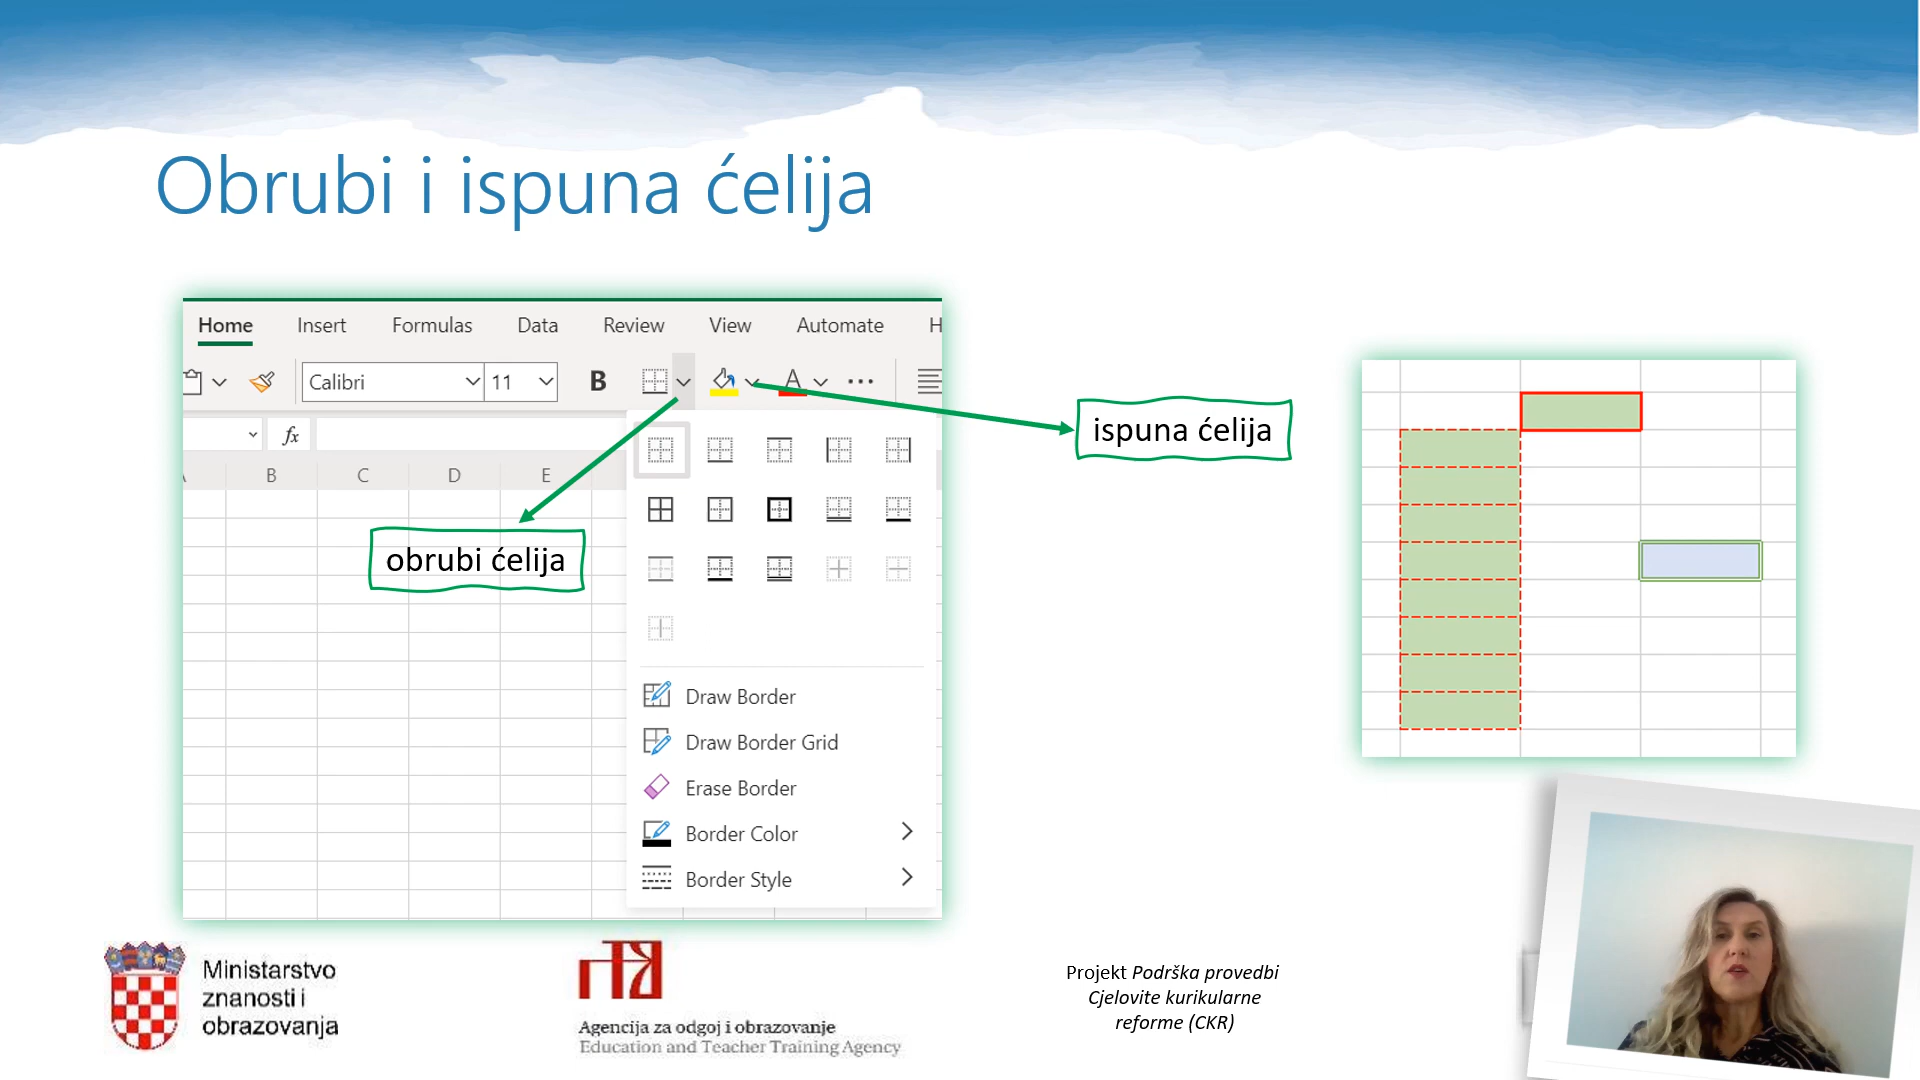 Obrubi i ispuna ćelija
Home Insert Formulas Data Review View Automate H
Calibri 11 B A
fx
B C D E
ispuna ćelija
obrubi ćelija
Draw Border
Draw Border Grid
Erase Border
Border Color
Border Style
Ministarstvo
znanosti i
obrazovanja
Agencija za odgoj i obrazovanje
Education and Teacher Training Agency
Projekt Podrška provedbi
Cjelovite kurikularne
reforme (CKR)